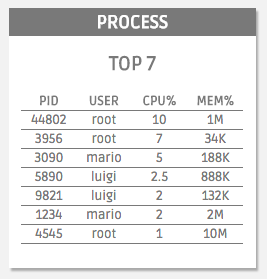 PROCESS
TOP 7
PID USER CPU% MEM%
44802 root 10 1M
3956 root 7 34K
3090 mario 5 188K
5890 luigi 2.5 888K
9821 luigi 2 132K
1234 mario 2 2M
4545 root 1 10M